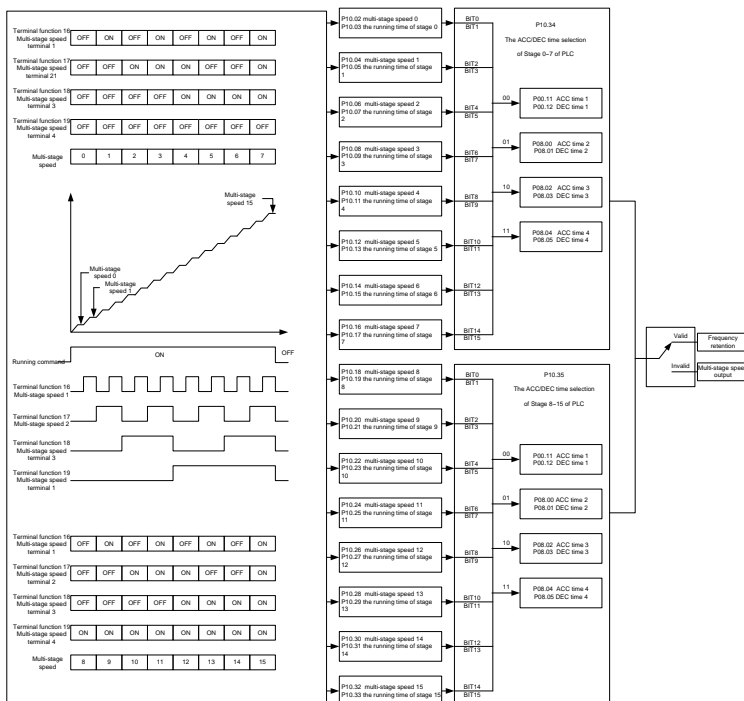 Terminal function 16
Multi-stage speed
terminal 1
OFF ON OFF ON OFF ON OFF ON
Terminal function 17
Multi-stage speed
terminal 21
OFF OFF ON ON OFF OFF ON ON
Terminal function 18
Multi-stage speed
terminal 3
OFF OFF OFF OFF ON ON ON ON
Terminal function 19
Multi-stage speed
terminal 4
OFF OFF OFF OFF OFF OFF OFF OFF
Multi-stage
speed
0 1 2 3 4 5 6 7
Multi-stage
speed 15
Multi-stage
speed 0
Multi-stage
speed 1
Running command
ON
OFF
Terminal function 16
Multi-stage speed 1
Terminal function 17
Multi-stage speed 2
Terminal function 18
Multi-stage speed
terminal 3
Terminal function 19
Multi-stage speed
terminal 1
Terminal function 16
Multi-stage speed
terminal 1
OFF ON OFF ON OFF ON OFF ON
Terminal function 17
Multi-stage speed
terminal 2
OFF OFF ON ON OFF OFF ON ON
Terminal function 18
Multi-stage speed
terminal 3
OFF OFF OFF OFF ON ON ON ON
Terminal function 19
Multi-stage speed
terminal 4
ON ON ON ON ON ON ON ON
Multi-stage
speed
8 9 10 11 12 13 14 15
P10.02 multi-stage speed 0
P10.03 the running time of stage 0
P10.04 multi-stage speed 1
P10.05 the running time of stage
1
P10.06 multi-stage speed 2
P10.07 the running time of stage
2
P10.08 multi-stage speed 3
P10.09 the running time of stage
3
P10.10 multi-stage speed 4
P10.11 the running time of stage
4
P10.12 multi-stage speed 5
P10.13 the running time of stage 5
P10.14 multi-stage speed 6
P10.15 the running time of stage 6
P10.16 multi-stage speed 7
P10.17 the running time of stage
7
P10.18 multi-stage speed 8
P10.19 the running time of stage
8
P10.20 multi-stage speed 9
P10.21 the running time of stage 9
P10.22 multi-stage speed 10
P10.23 the running time of stage
10
P10.24 multi-stage speed 11
P10.25 the running time of stage
11
P10.26 multi-stage speed 12
P10.27 the running time of stage
12
P10.28 multi-stage speed 13
P10.29 the running time of stage
13
P10.30 multi-stage speed 14
P10.31 the running time of stage
14
P10.32 multi-stage speed 15
P10.33 the running time of stage 15
BIT0
BIT1
BIT2
BIT3
BIT4
BIT5
BIT6
BIT7
BIT8
BIT9
BIT10
BIT11
BIT12
BIT13
BIT14
BIT15
P10.34
The ACC/DEC time selection
of Stage 0–7 of PLC
00
P00.11 ACC time 1
P00.12 DEC time 1
01
P08.00 ACC time 2
P08.01 DEC time 2
10
P08.02 ACC time 3
P08.03 DEC time 3
11
P08.04 ACC time 4
P08.05 DEC time 4
BIT0
BIT1
BIT2
BIT3
BIT4
BIT5
BIT6
BIT7
BIT8
BIT9
BIT10
BIT11
BIT12
BIT13
BIT14
BIT15
P10.35
The ACC/DEC time selection
of Stage 8–15 of PLC
00
P00.11 ACC time 1
P00.12 DEC time 1
01
P08.00 ACC time 2
P08.01 DEC time 2
10
P08.02 ACC time 3
P08.03 DEC time 3
11
P08.04 ACC time 4
P08.05 DEC time 4
Valid
Frequency
retention
Invalid
Multi-stage speed
output